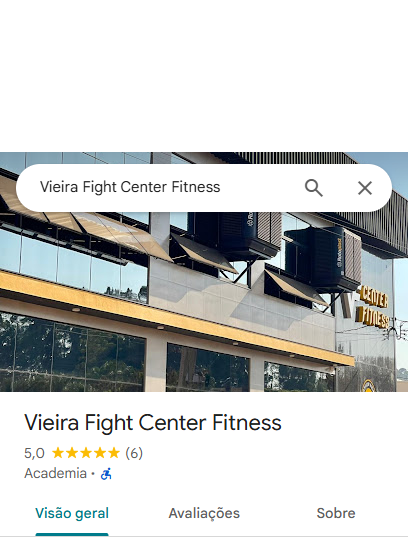 Vieira Fight Center Fitness
CENTER
FITNESS
Vieira Fight Center Fitness
5,0 (6)
Academia ·
Visão geral Avaliações Sobre